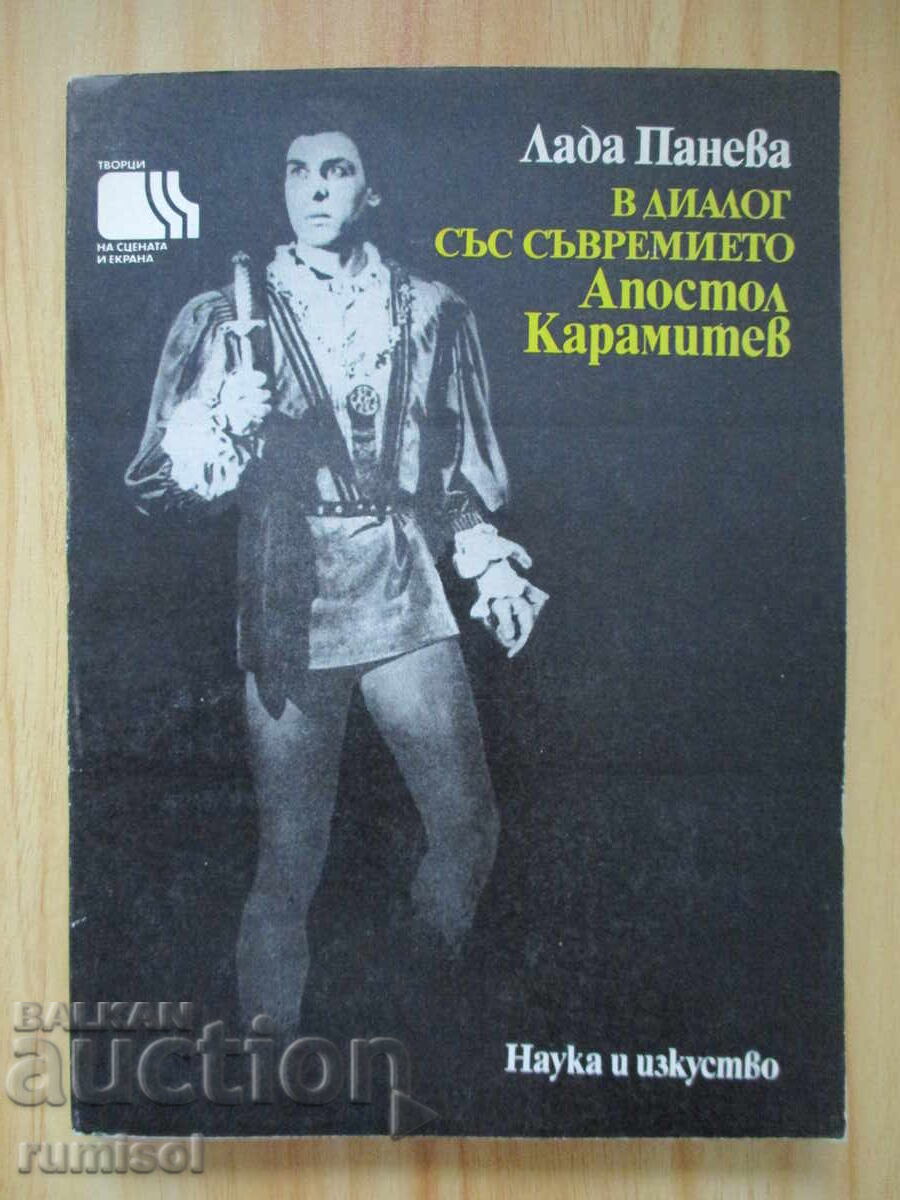 ТВОРЦИ
НА СЦЕНАТА
И ЕКРАНА
Лада Панева
В ДИАЛОГ
СЪС СЪВРЕМИЕТО
Апостол
Карамитев
Наука и изкуство
BALKAN
auction
rumisol